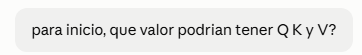 para inicio, que valor podrian tener Q K y V?